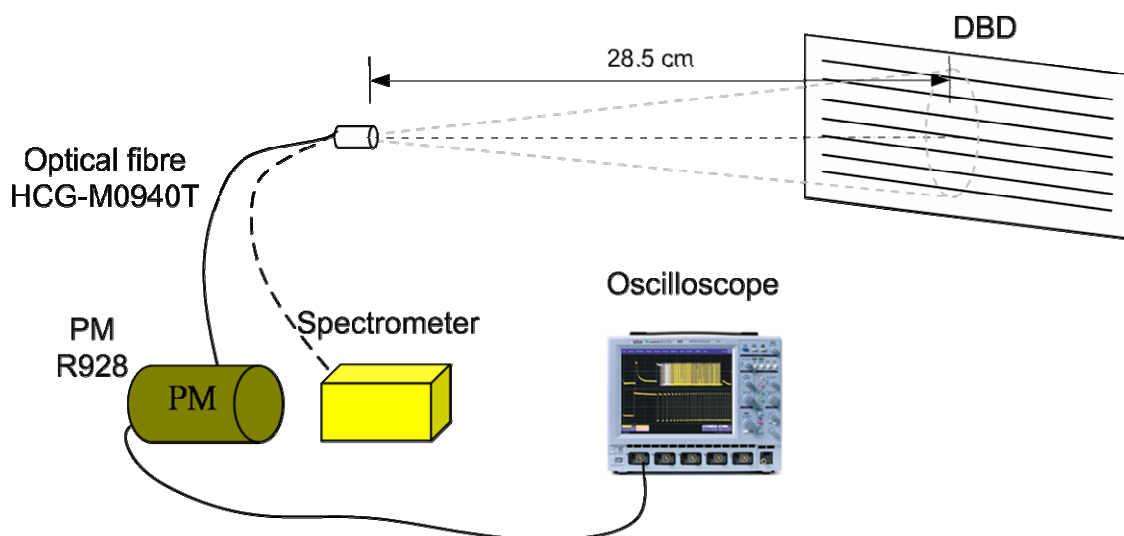 DBD
28.5 cm
Optical fibre
HCG-M0940T
Oscilloscope
PM
R928
Spectrometer
PM